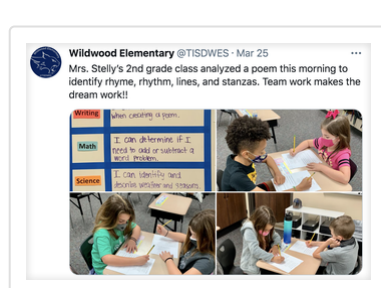 Wildwood Elementary @TISDWES · Mar 25
Mrs. Stelly's 2nd grade class analyzed a poem this morning to
identify rhyme, rhythm, lines, and stanzas. Team work makes the
dream work!!
Writing
when creating a poem.
Math
I can determine if I
need to add or subtract a
word problem.
Science
I can identify and
describe weather and seasons.